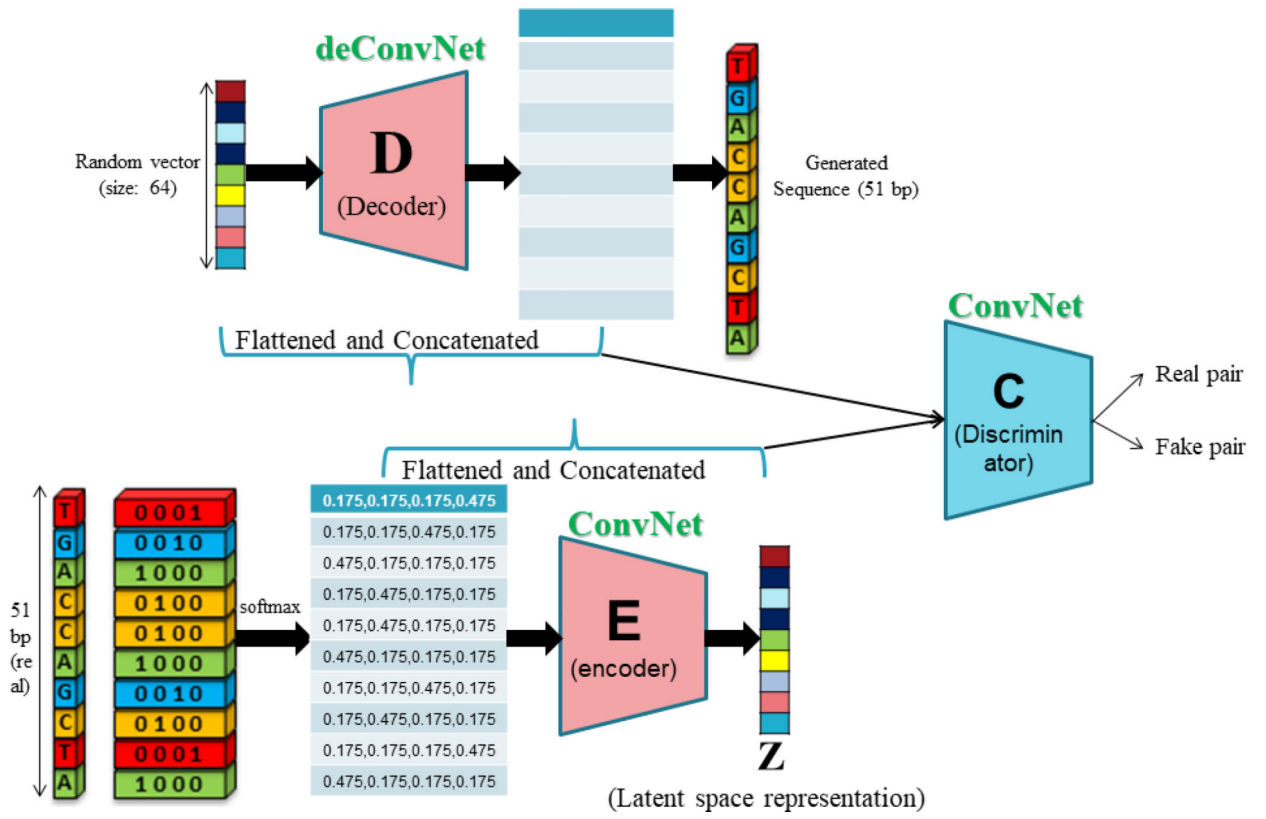 deConvNet
Random vector
(size: 64)
D
(Decoder)
T
G
A
C
C
A
G
C
T
A
Generated
Sequence (51 bp)
Flattened and Concatenated
ConvNet
C
(Discrimin
ator)
Real pair
Fake pair
Flattened and Concatenated
51
bp
(re
al)
T
G
A
C
C
A
G
C
T
A
0 0 0 1
0 0 1 0
1 0 0 0
0 1 0 0
0 1 0 0
1 0 0 0
0 0 1 0
0 1 0 0
0 0 0 1
1 0 0 0
softmax
0.175,0.175,0.175,0.475
0.175,0.175,0.475,0.175
0.475,0.175,0.175,0.175
0.175,0.475,0.175,0.175
0.175,0.475,0.175,0.175
0.475,0.175,0.175,0.175
0.175,0.175,0.475,0.175
0.175,0.475,0.175,0.175
0.175,0.175,0.175,0.475
0.475,0.175,0.175,0.175
ConvNet
E
(encoder)
Z
(Latent space representation)